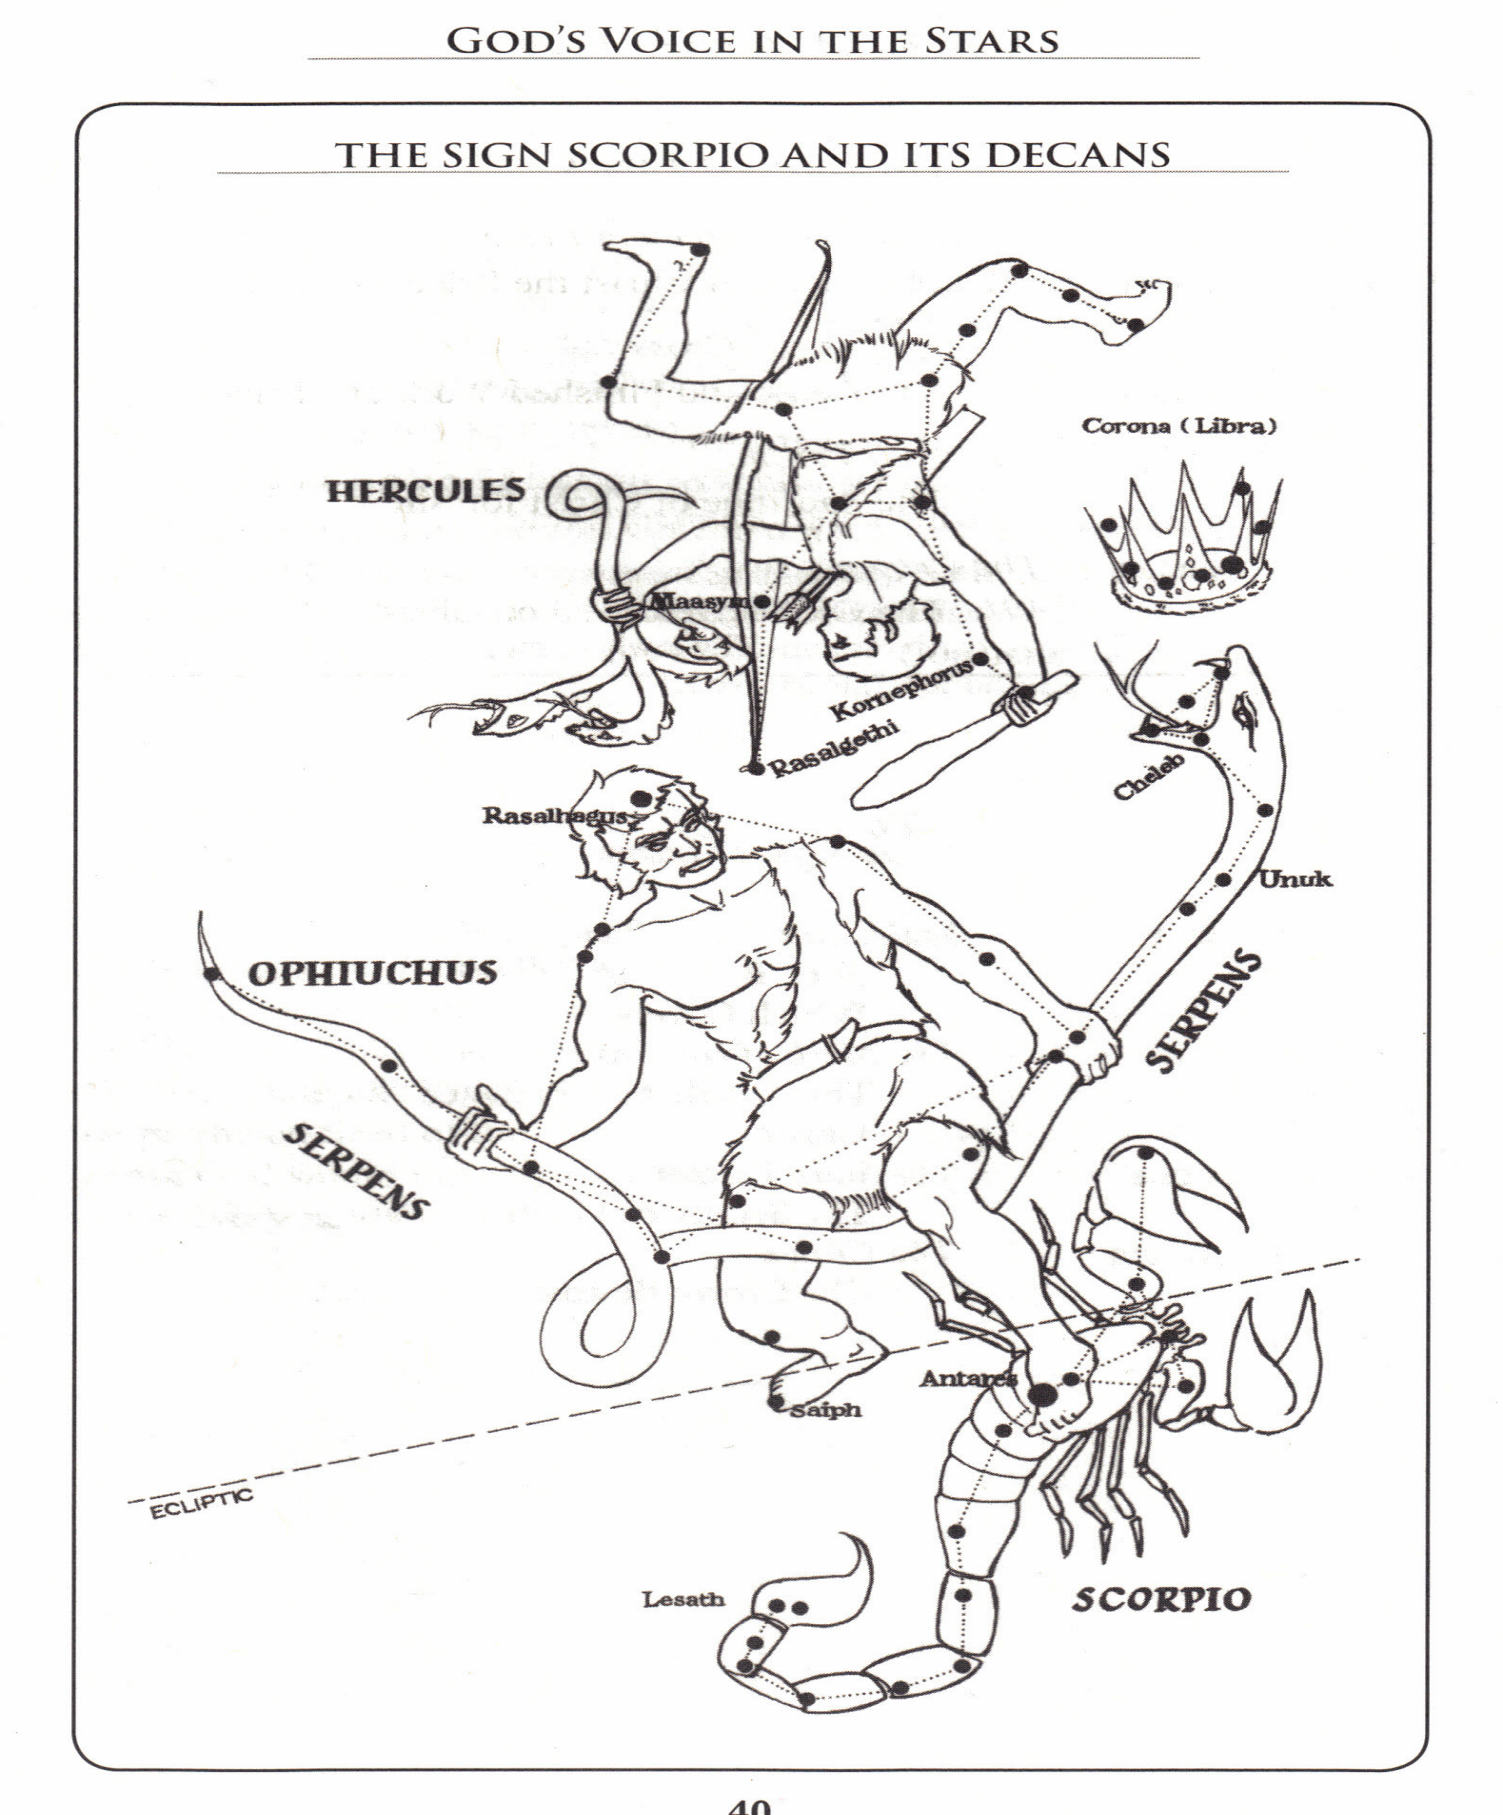 GOD'S VOICE IN THE STARS
THE SIGN SCORPIO AND ITS DECANS
Corona (Libra)
HERCULES
Maasym
Kornephorus
Rasalgethi
Cheleb
Rasalhagus
Unuk
OPHIUCHUS
SERPENS
SERPENS
Antares
Saiph
ECLIPTIC
Lesath
SCORPIO
40